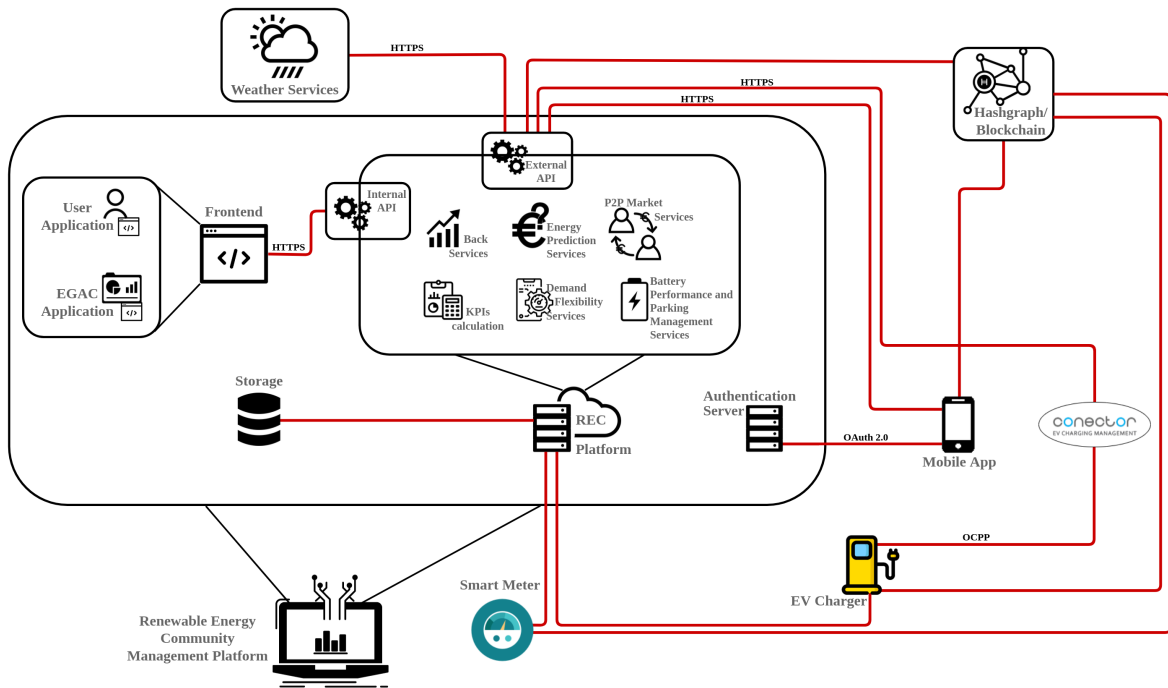 HTTPS
Weather Services
HTTPS
HTTPS
H
Hashgraph/
Blockchain
External
API
Internal
API
User
Application
</>
Frontend
</>
HTTPS
EGAC
Application
</>
P2P Market
Services
Back
Services
Energy
Prediction
Services
KPIs
calculation
Demand
Flexibility
Services
Battery
Performance and
Parking
Management
Services
Storage
REC
Platform
Authentication
Server
OAuth 2.0
Mobile App
conector
EV CHARGING MANAGEMENT
OCPP
EV Charger
Smart Meter
Renewable Energy
Community
Management Platform